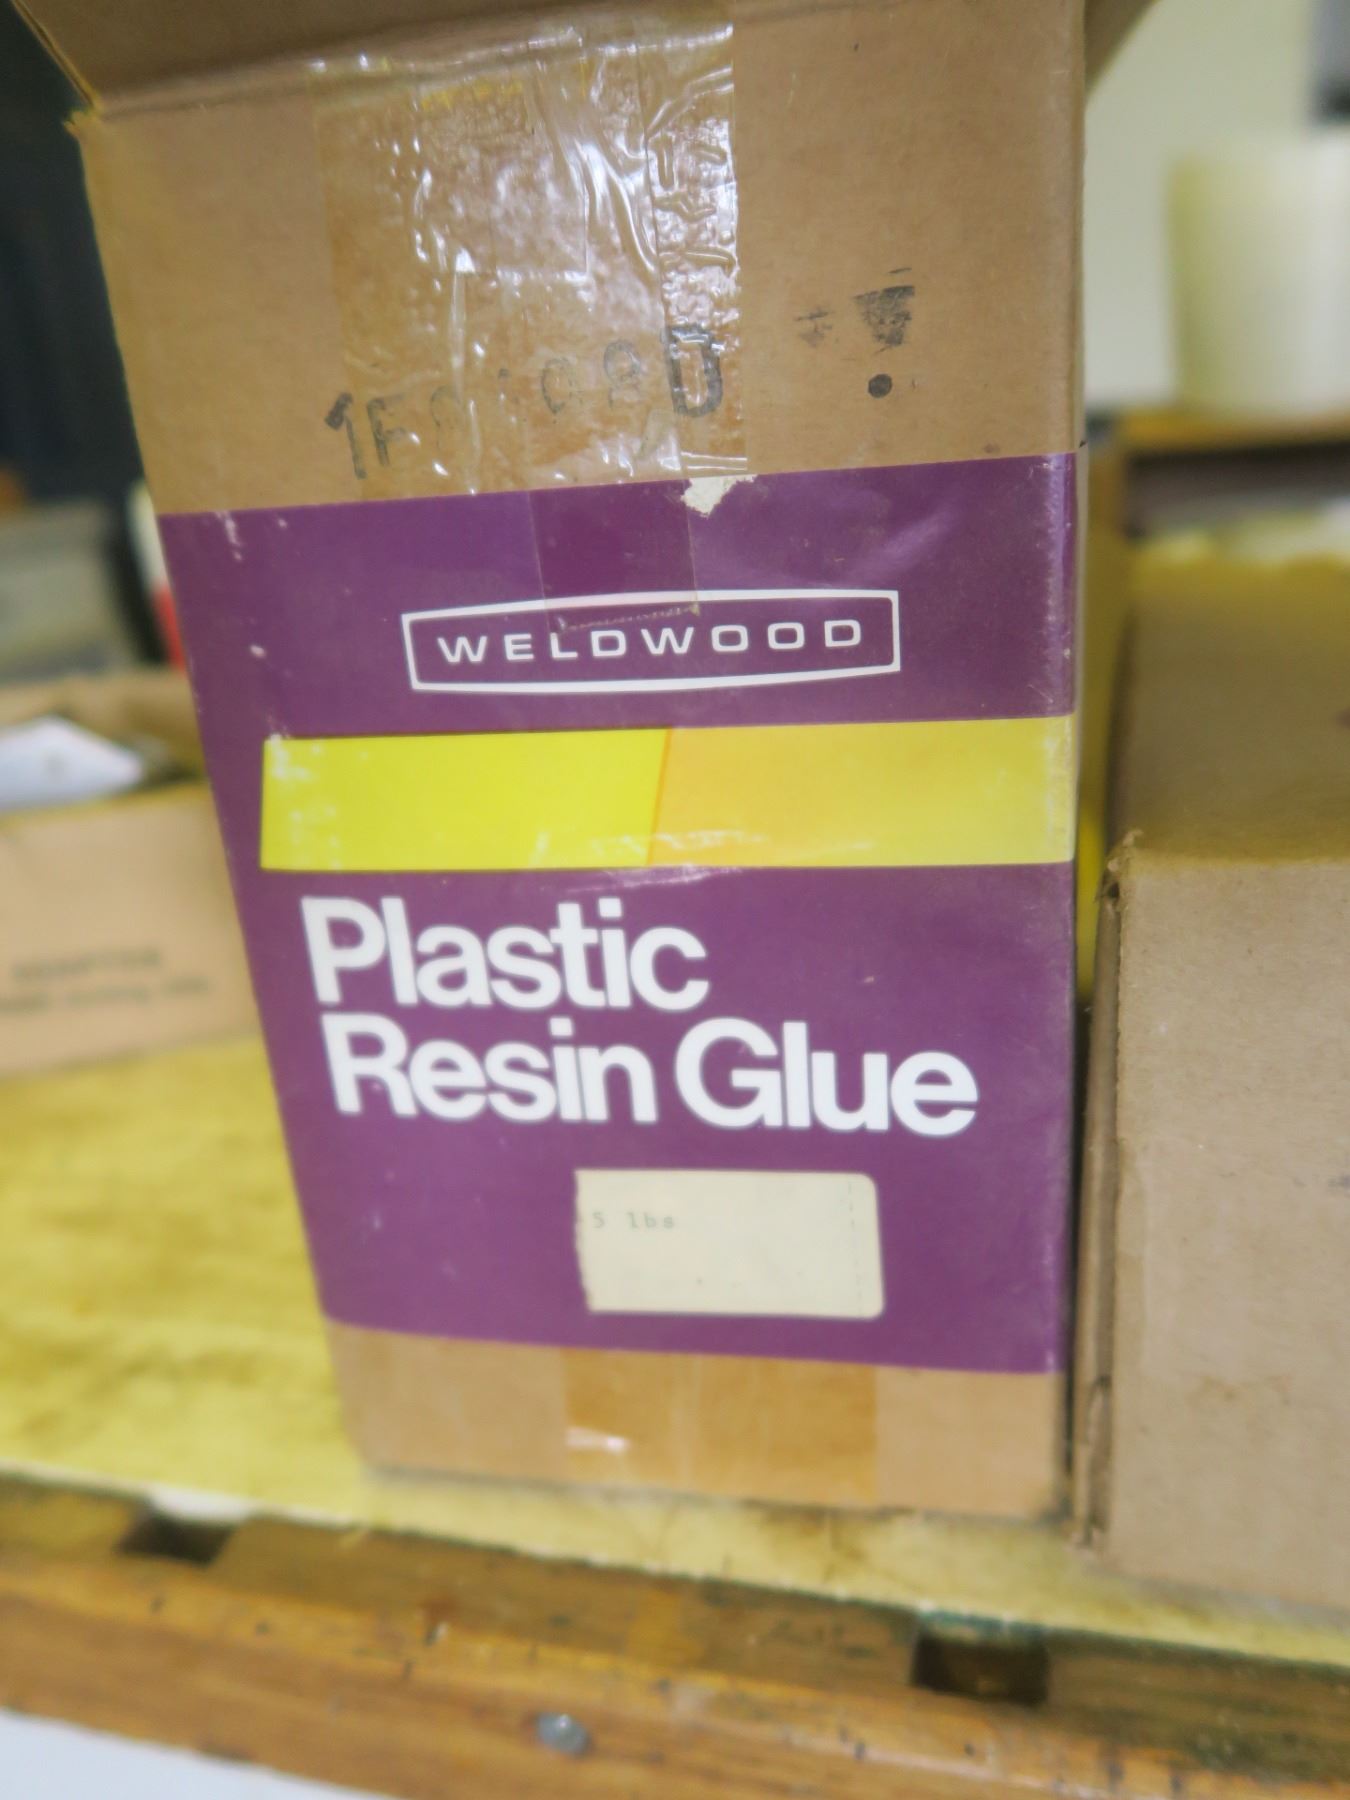 WELDWOOD
Plastic
Resin Glue
5 lbs